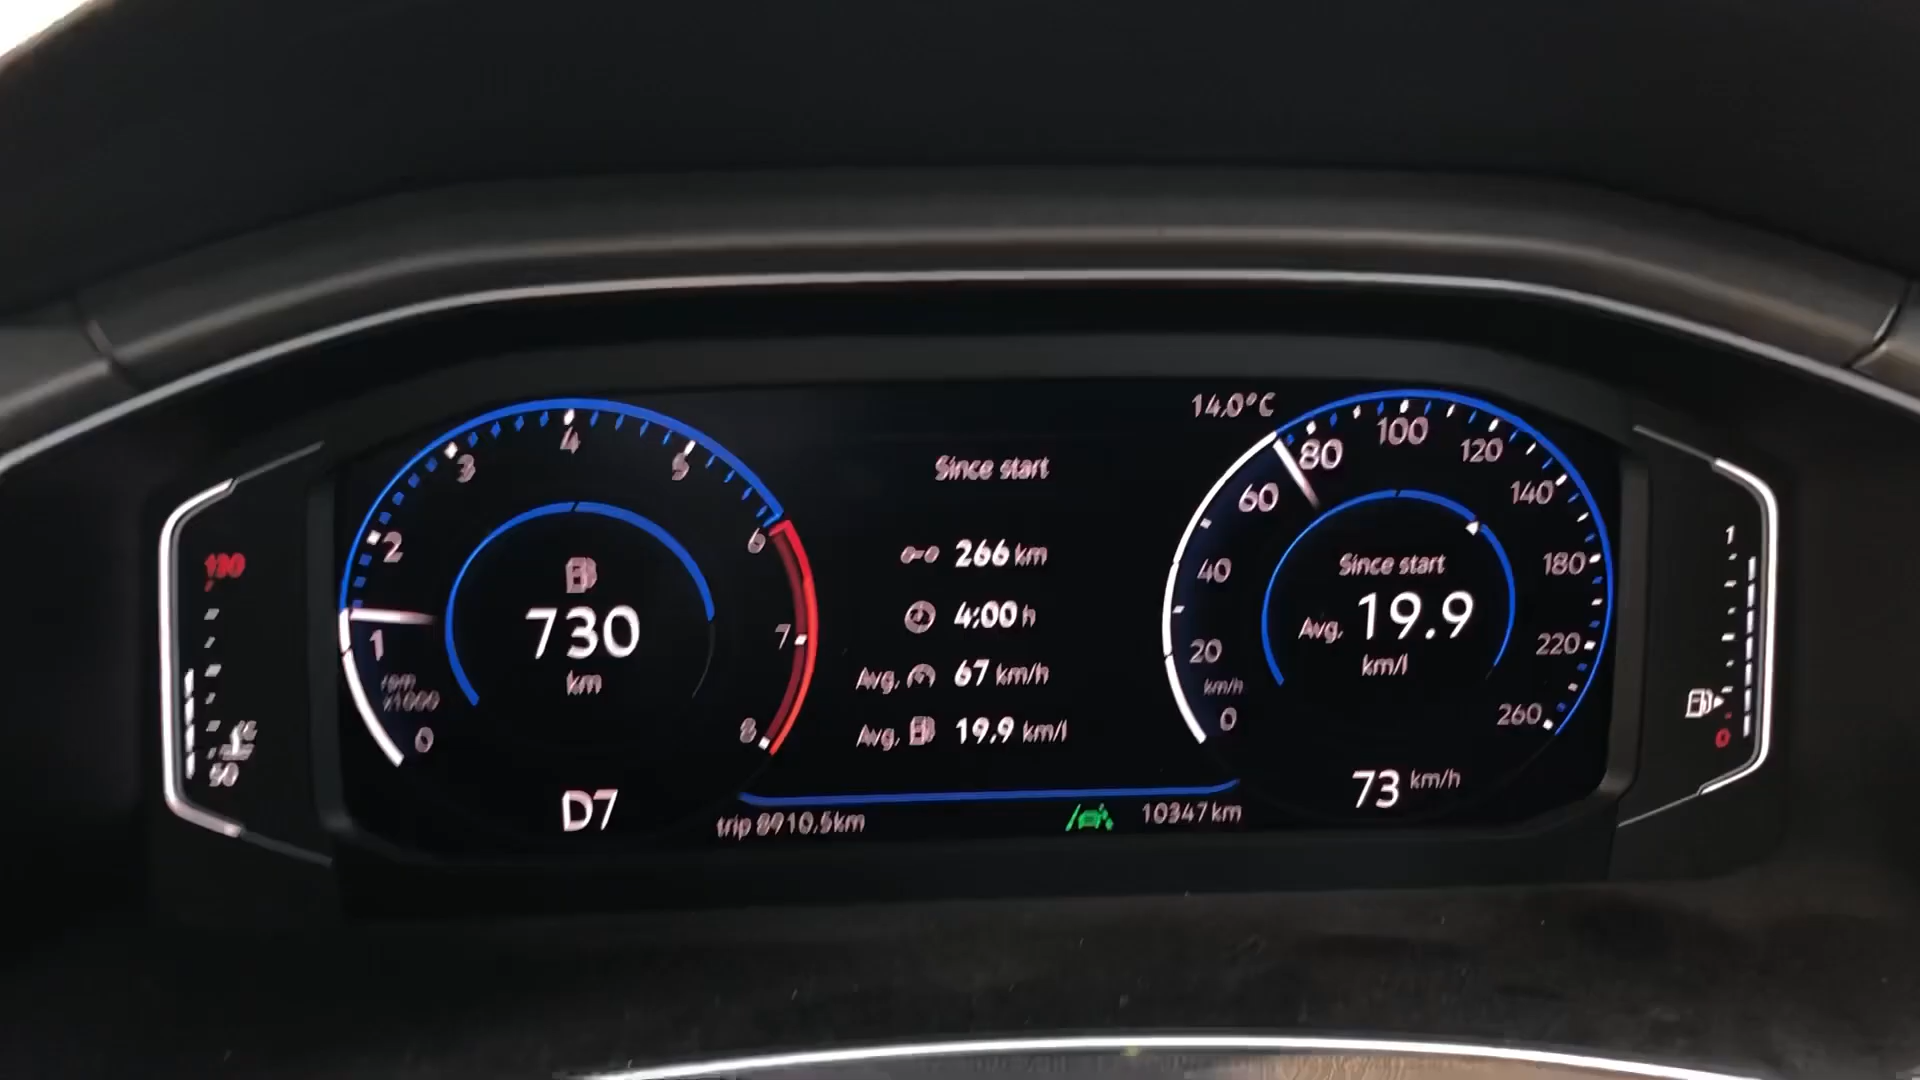 14.0°C
4
3
5
2
6
1
7
rpm
x1000
0
8
730
km
D7
130
50
Since start
266 km
4:00 h
Avg. 67 km/h
Avg. 19.9 km/l
trip 8910.5km
10347 km
80
100
120
60
140
40
180
20
220
km/h
0
260
Since start
Avg. 19.9
km/l
73 km/h
1
0